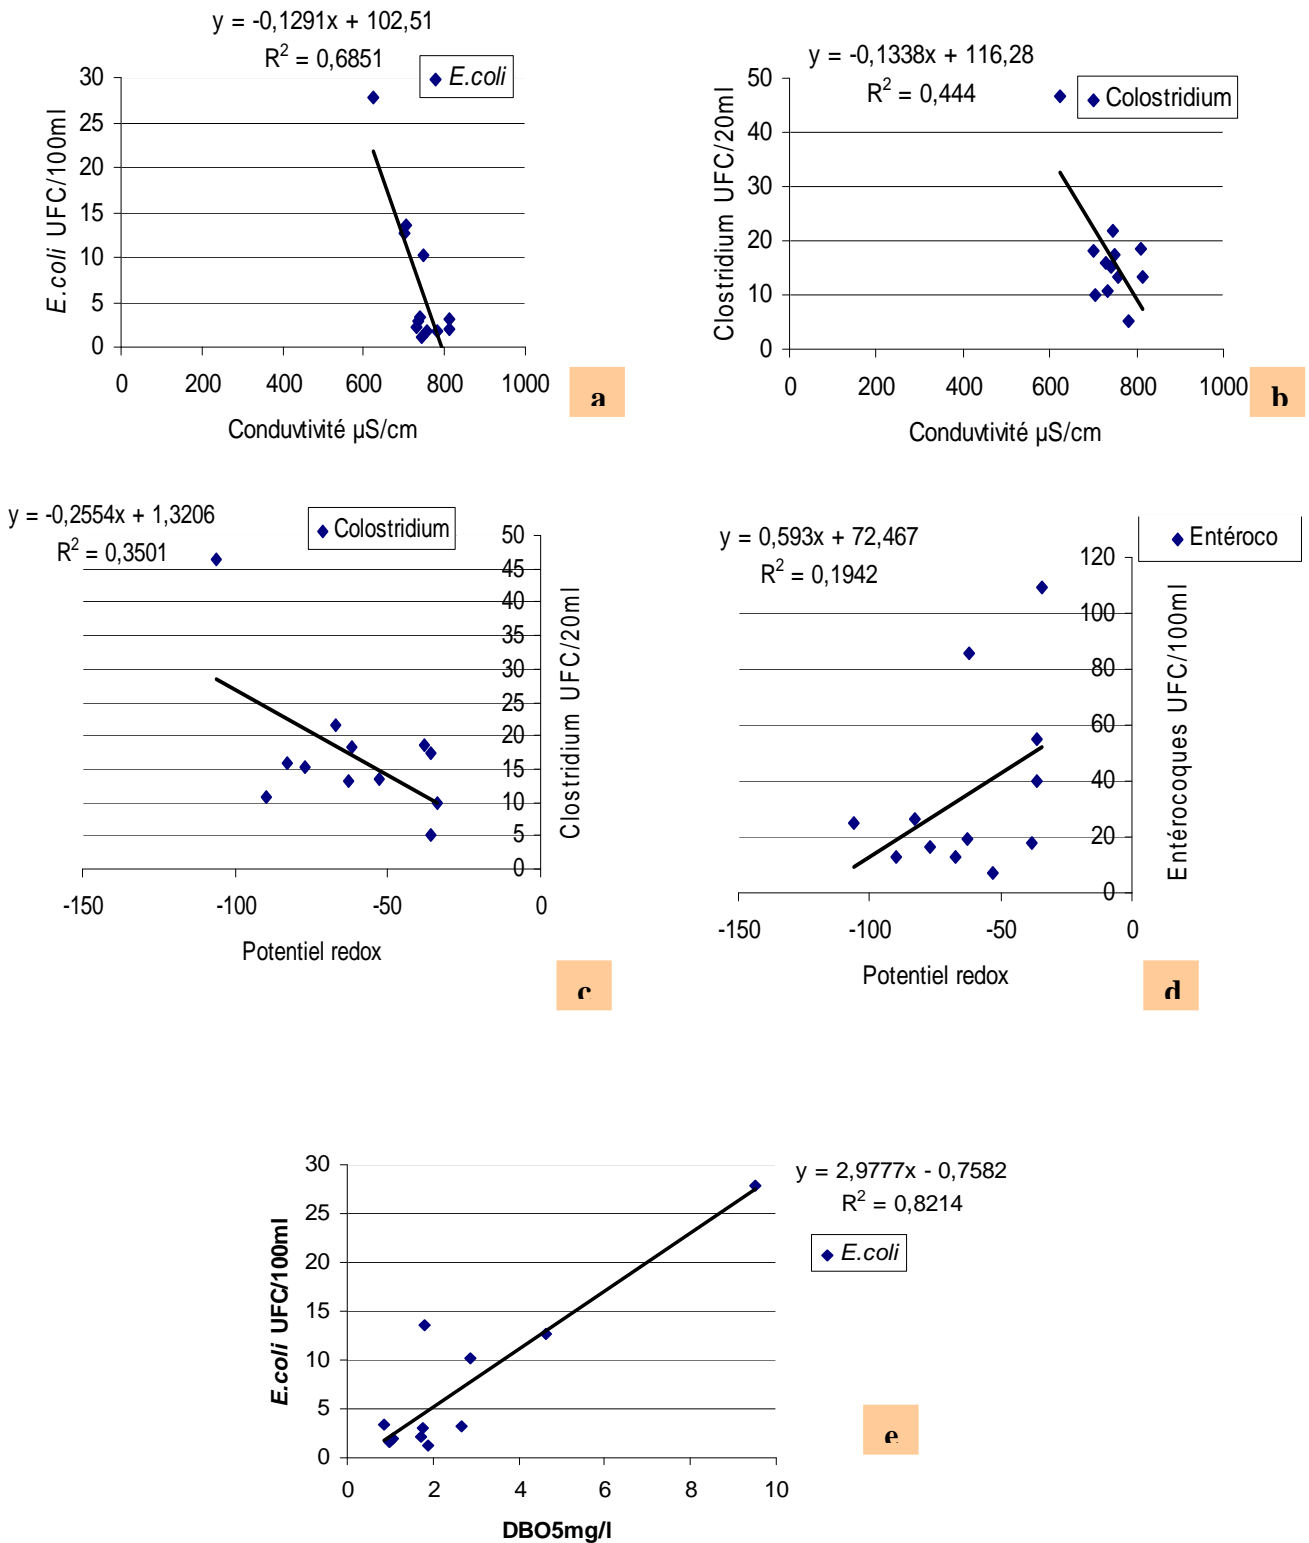 y = -0,1291x + 102,51
R² = 0,6851
E.coli
30
25
20
15
10
5
0
E.coli UFC/100ml
0 200 400 600 800 1000
Conduvtivité µS/cm
a
y = -0,1338x + 116,28
R² = 0,444
Colostridium
50
40
30
20
10
0
Clostridium UFC/20ml
0 200 400 600 800 1000
Conduvtivité µS/cm
b
y = -0,2554x + 1,3206
R² = 0,3501
Colostridium
50
45
40
35
30
25
20
15
10
5
0
Clostridium UFC/20ml
-150 -100 -50 0
Potentiel redox
c
y = 0,593x + 72,467
R² = 0,1942
Entéroco
120
100
80
60
40
20
0
Entérocoques UFC/100ml
-150 -100 -50 0
Potentiel redox
d
30
25
20
15
10
5
0
E.coli UFC/100ml
0 2 4 6 8 10
DBO5mg/l
y = 2,9777x - 0,7582
R² = 0,8214
E.coli
e